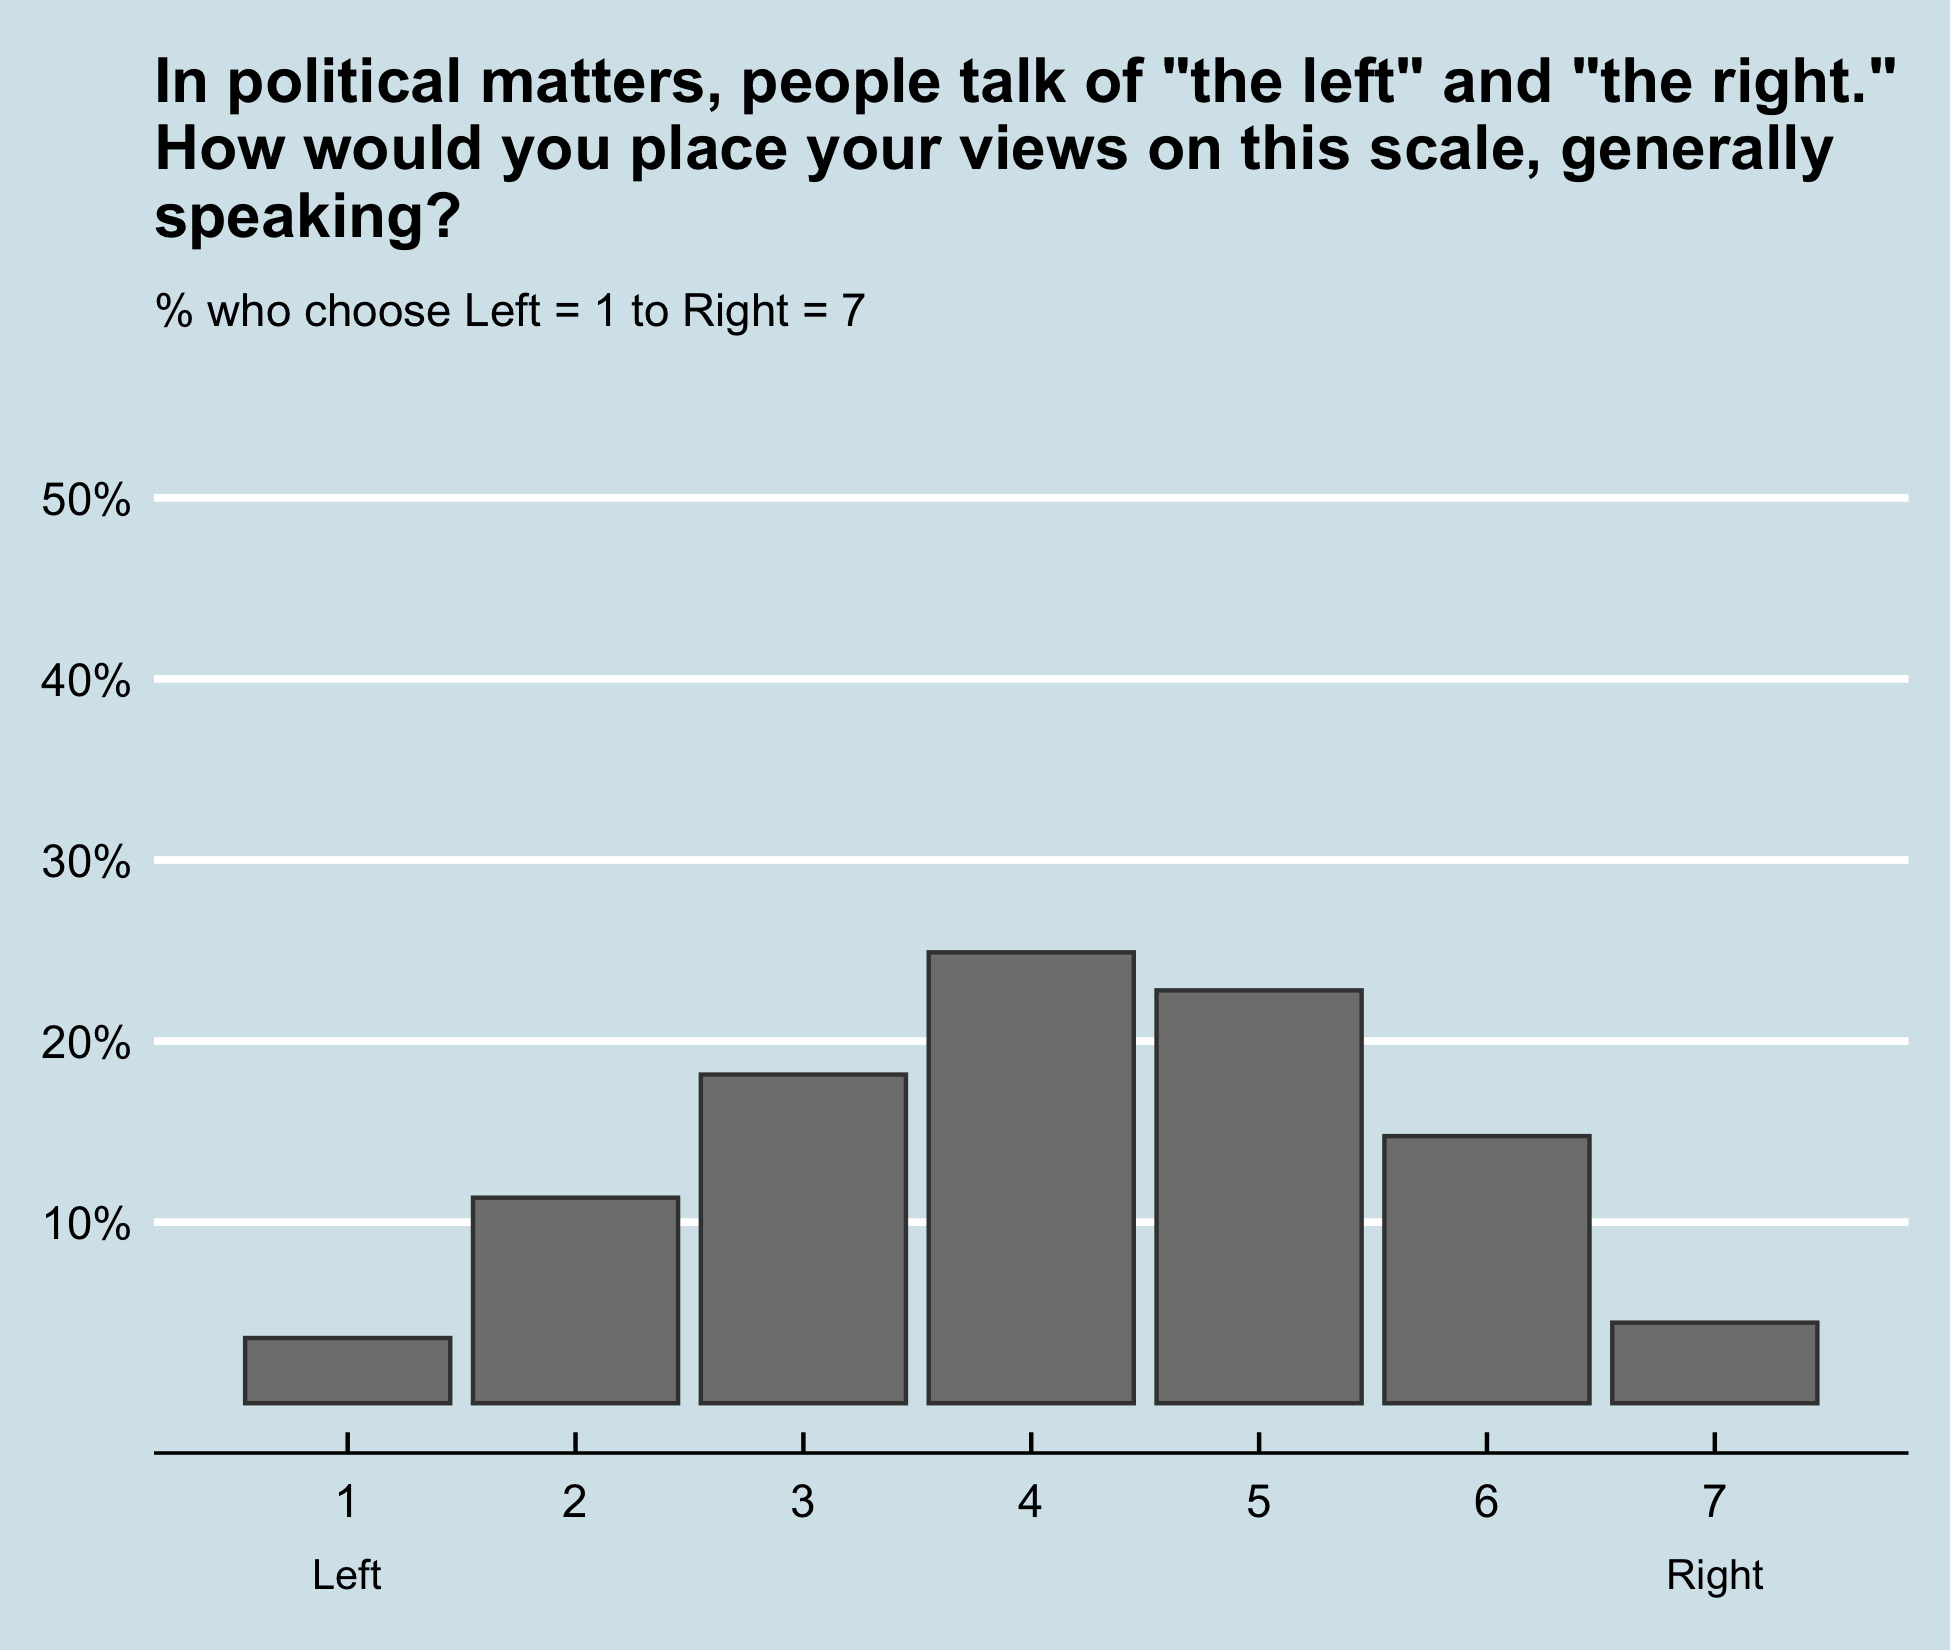 In political matters, people talk of "the left" and "the right."
How would you place your views on this scale, generally
speaking?
% who choose Left = 1 to Right = 7
50%
40%
30%
20%
10%
1 2 3 4 5 6 7
Left Right